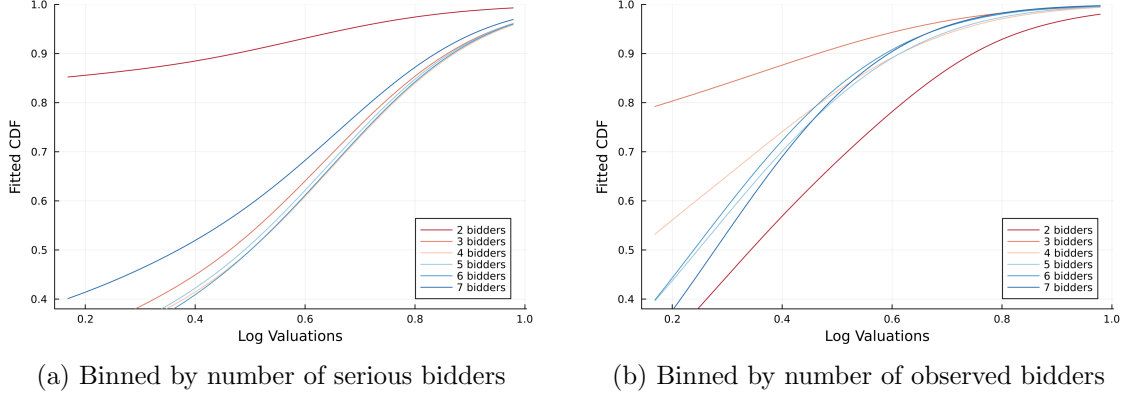 1.0
0.9
0.8
0.7
0.6
0.5
0.4
Fitted CDF
0.2
0.4
0.6
0.8
1.0
Log Valuations
2 bidders
3 bidders
4 bidders
5 bidders
6 bidders
7 bidders
(a) Binned by number of serious bidders
1.0
0.9
0.8
0.7
0.6
0.5
0.4
Fitted CDF
0.2
0.4
0.6
0.8
1.0
Log Valuations
2 bidders
3 bidders
4 bidders
5 bidders
6 bidders
7 bidders
(b) Binned by number of observed bidders